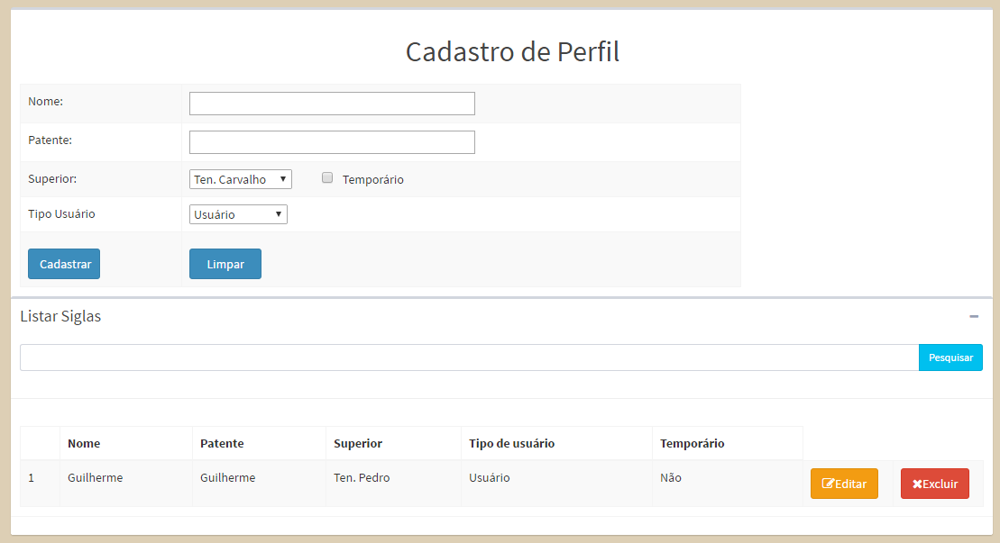 Cadastro de Perfil
Nome:
Patente:
Superior: Ten. Carvalho Temporário
Tipo Usuário Usuário
Cadastrar Limpar
Listar Siglas
Pesquisar
Nome Patente Superior Tipo de usuário Temporário
1 Guilherme Guilherme Ten. Pedro Usuário Não Editar Excluir